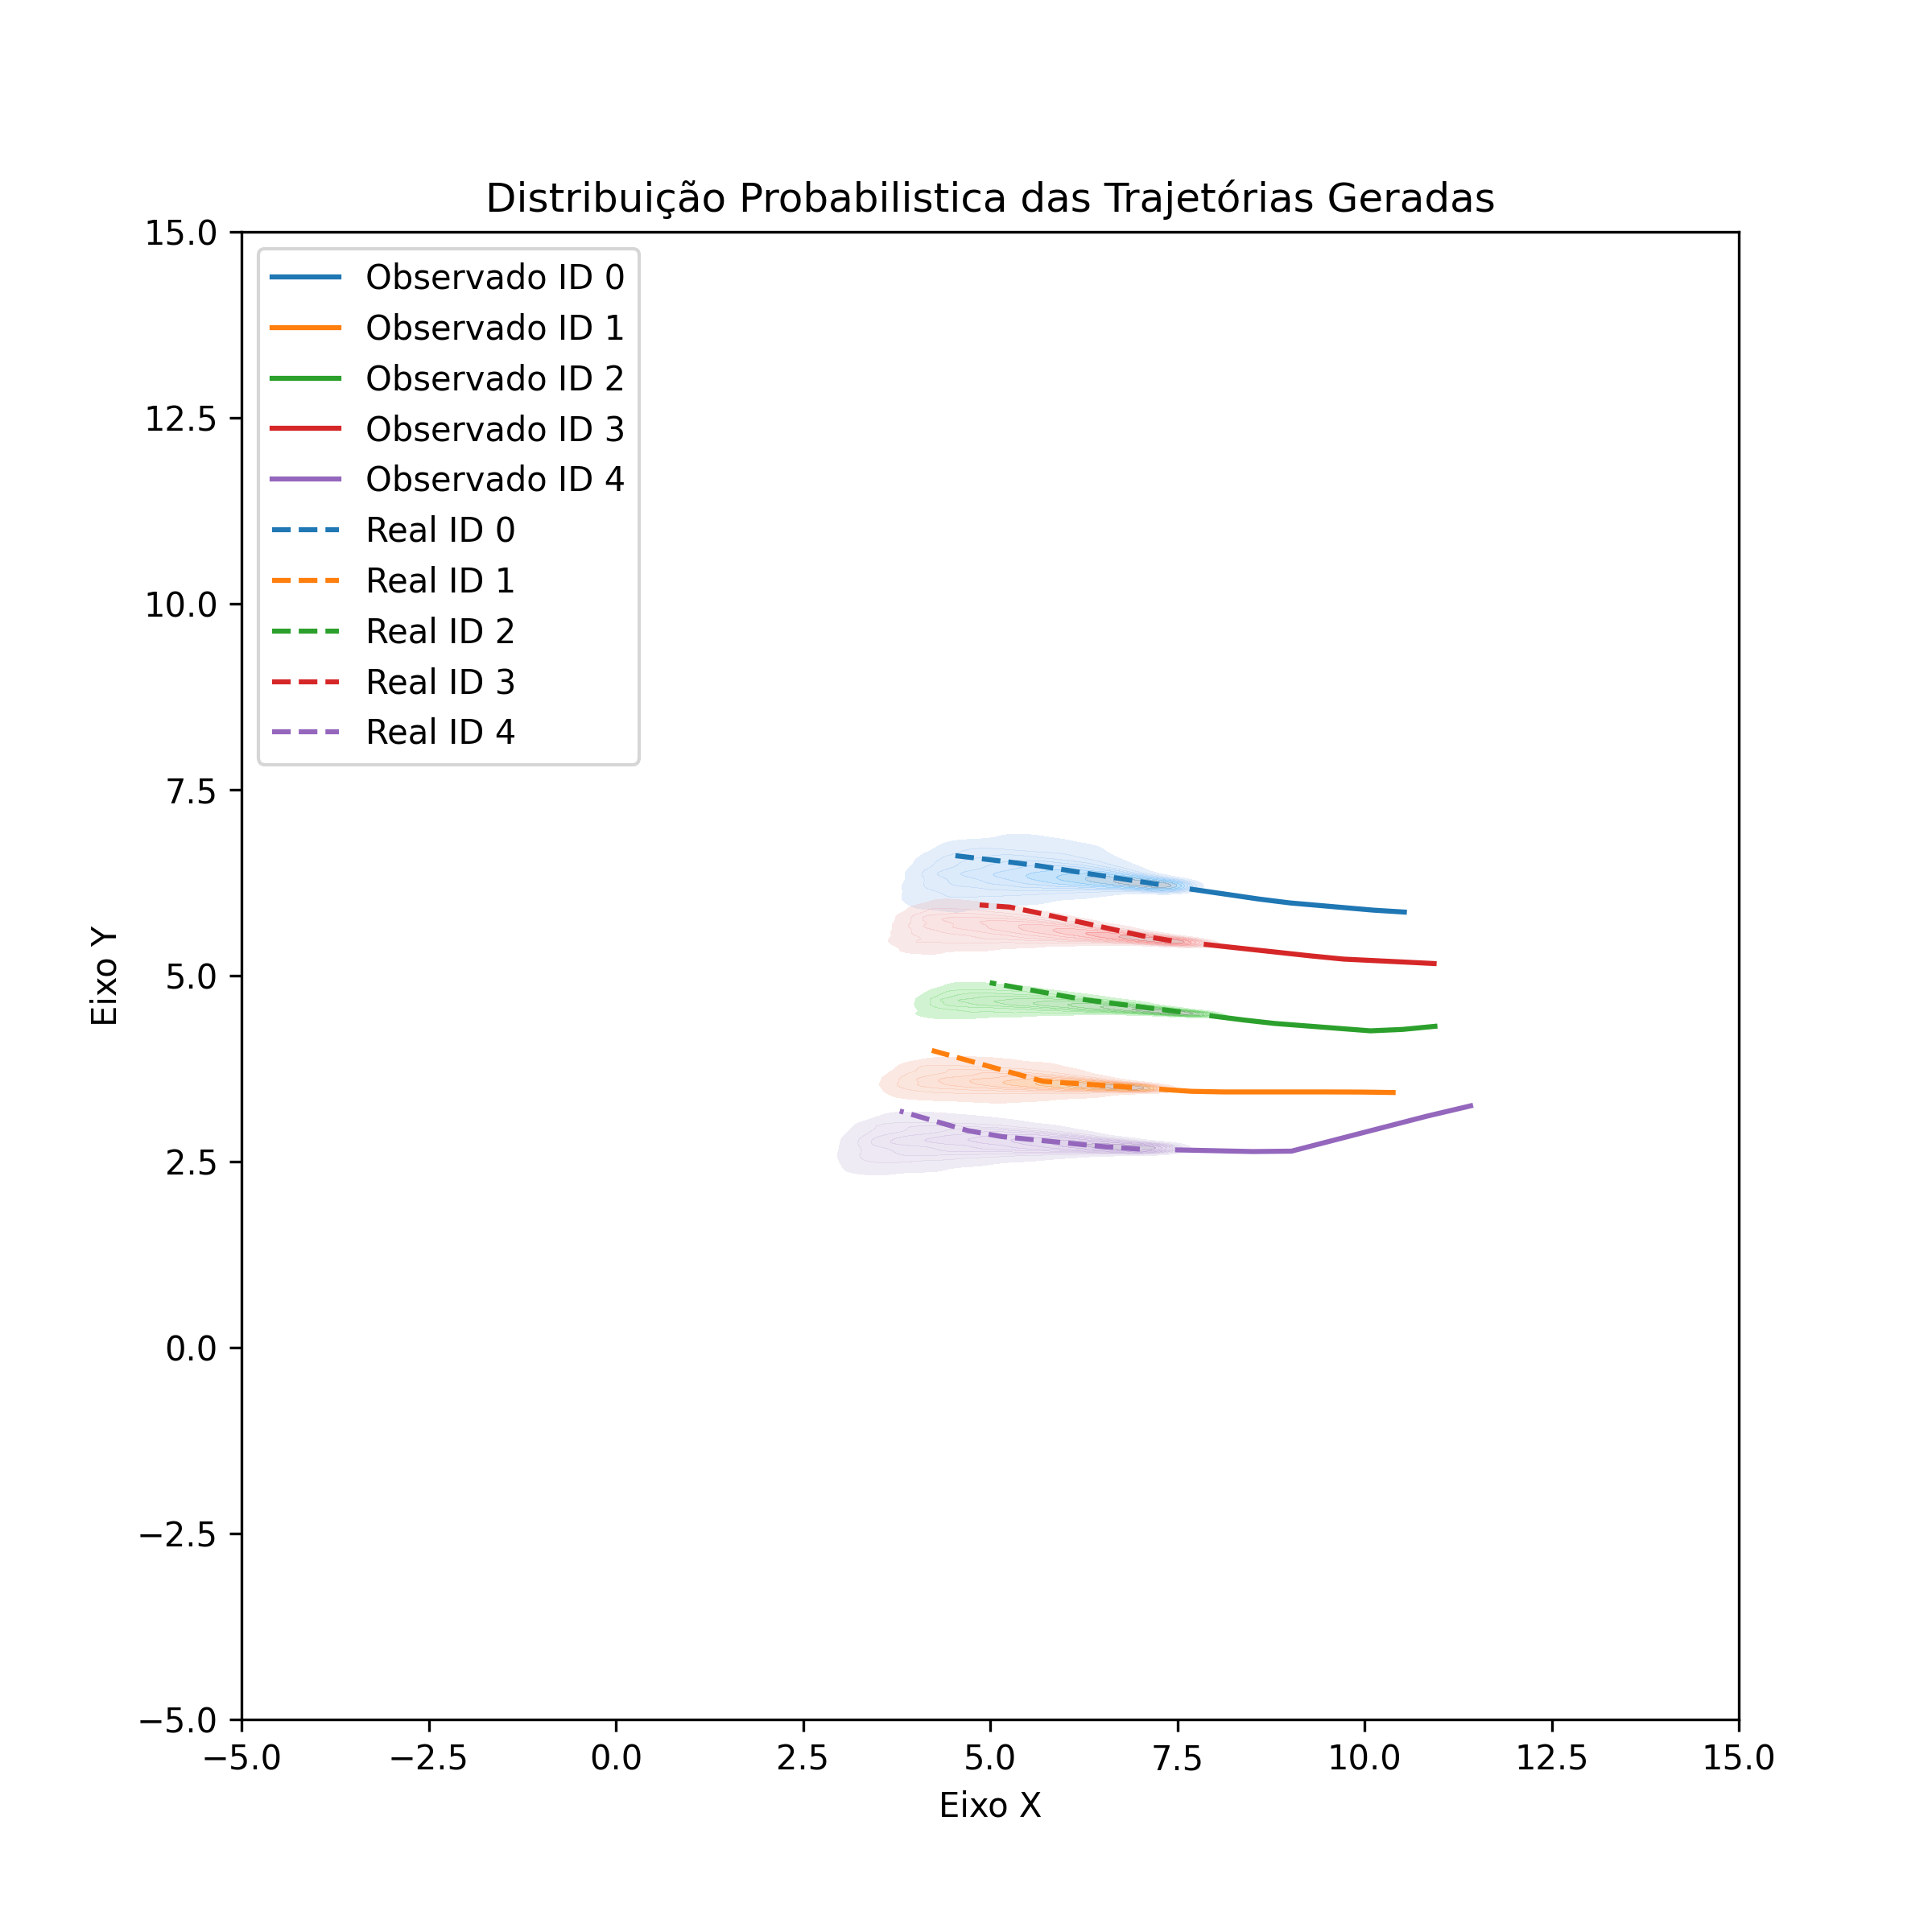 Distribuição Probabilistica das Trajetórias Geradas
Observado ID 0
Observado ID 1
Observado ID 2
Observado ID 3
Observado ID 4
Real ID 0
Real ID 1
Real ID 2
Real ID 3
Real ID 4
Eixo Y
15.0
12.5
10.0
7.5
5.0
2.5
0.0
−2.5
−5.0
−5.0 −2.5 0.0 2.5 5.0 7.5 10.0 12.5 15.0
Eixo X